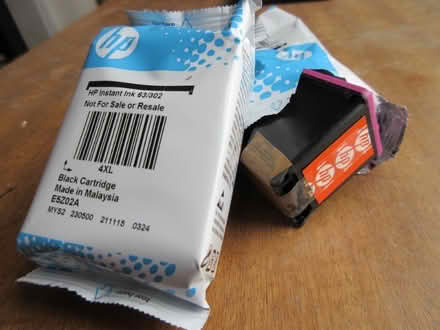 hp
HP Instant Ink 63/302
Not For Sale or Resale
4XL
Black Cartridge
Made in Malaysia
E5Z02A
MYS2 230500 211118 0324